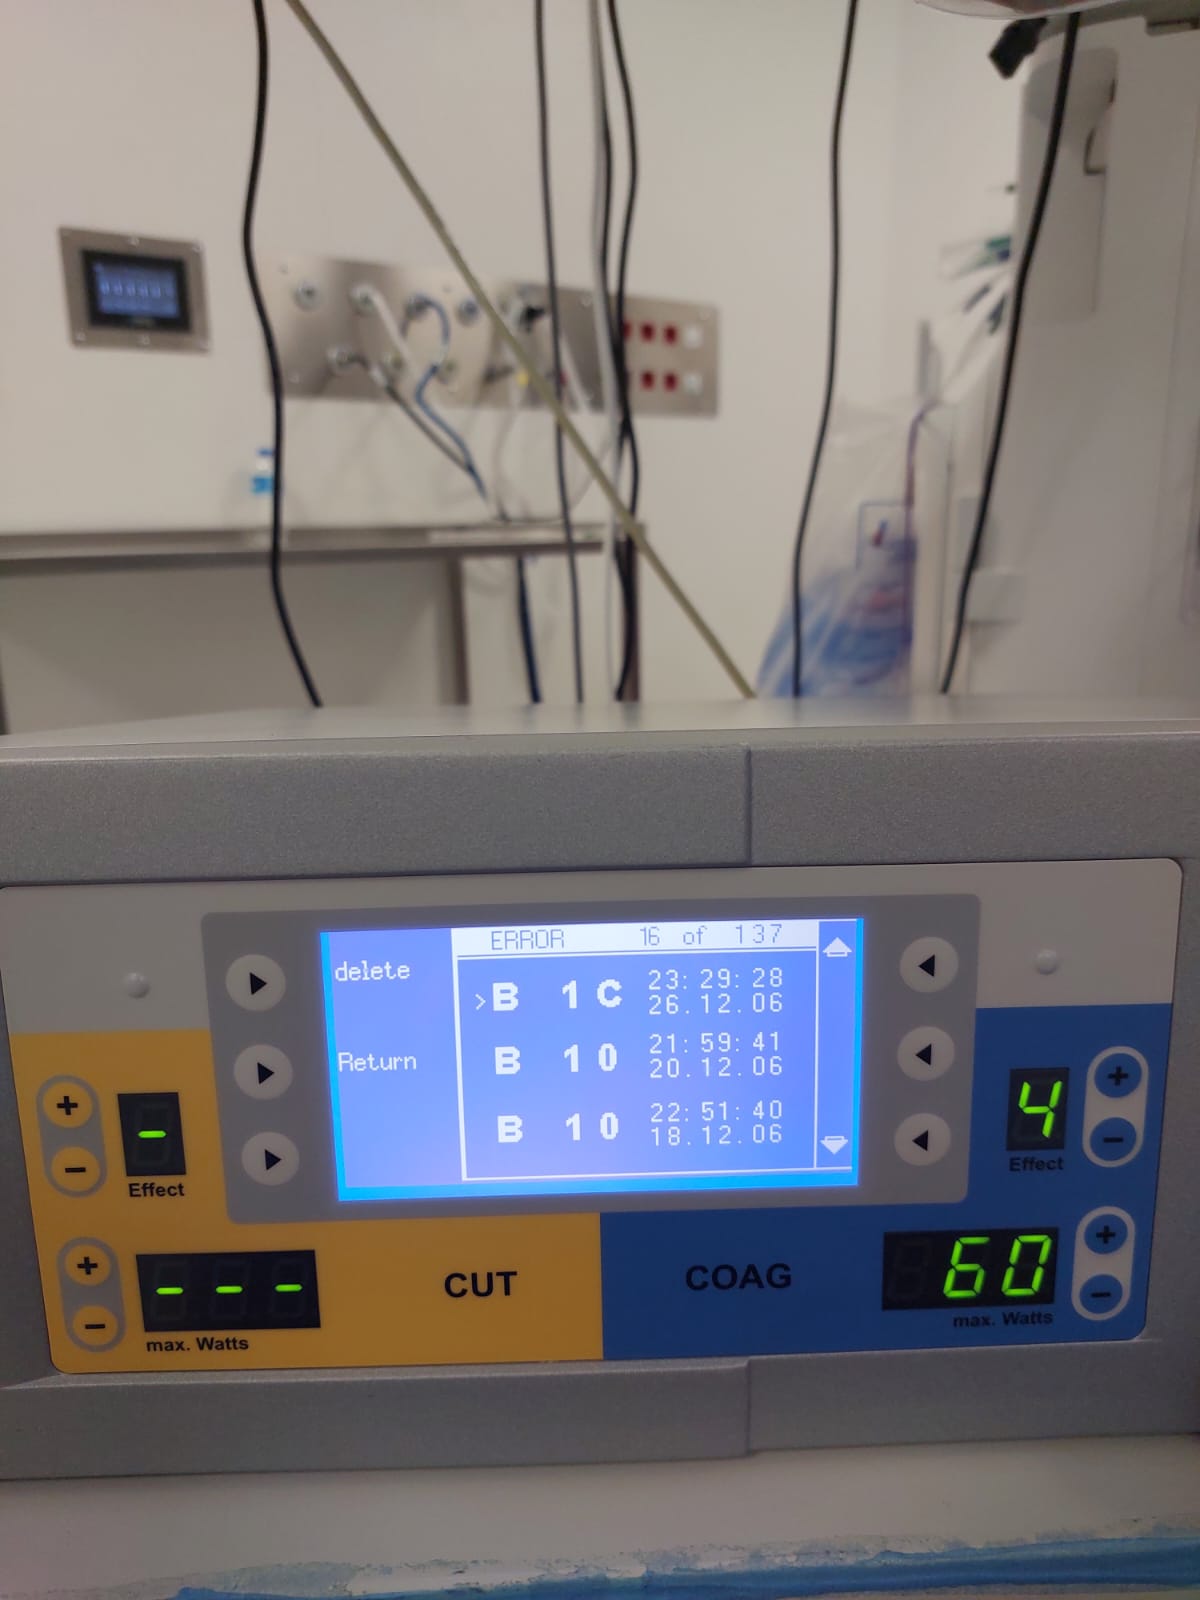 ERROR 16 of 137
delete
>B 1C 23:29:28
26.12.06
Return
B 10 21:59:41
20.12.06
B 10 22:51:40
18.12.06
+
-
-
Effect
4
+
-
Effect
+
-
---
max. Watts
CUT
COAG
60
max. Watts
+
-